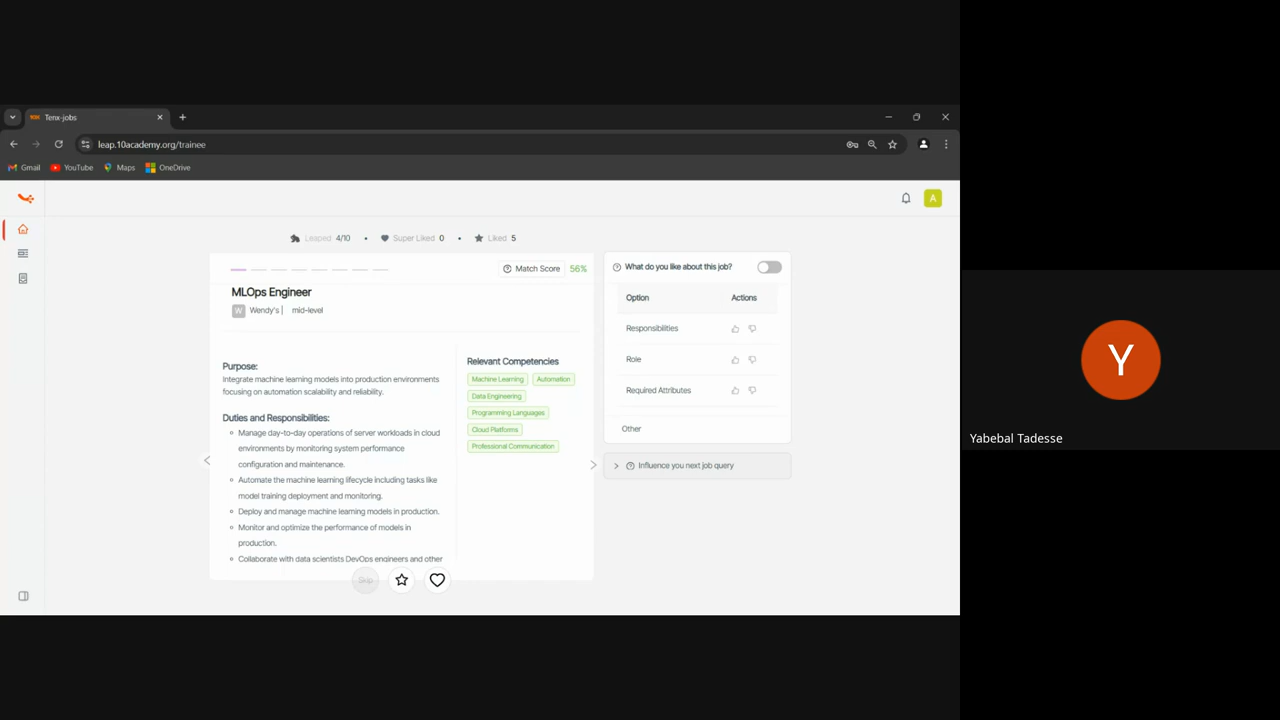 Tenx-jobs
leap.10academy.org/trainee
Gmail YouTube Maps OneDrive
A
Leaped 4/10 • Super Liked 0 • Liked 5
Match Score 56%
MLOps Engineer
W Wendy's | mid-level
Purpose:
Integrate machine learning models into production environments
focusing on automation scalability and reliability.
Duties and Responsibilities:
Manage day-to-day operations of server workloads in cloud
environments by monitoring system performance
configuration and maintenance.
Automate the machine learning lifecycle including tasks like
model training deployment and monitoring.
Deploy and manage machine learning models in production.
Monitor and optimize the performance of models in
production.
Collaborate with data scientists DevOps engineers and other
Relevant Competencies
Machine Learning Automation
Data Engineering
Programming Languages
Cloud Platforms
Professional Communication
Skip
What do you like about this job?
Option Actions
Responsibilities
Role
Required Attributes
Other
Influence you next job query
Y
Yabebal Tadesse